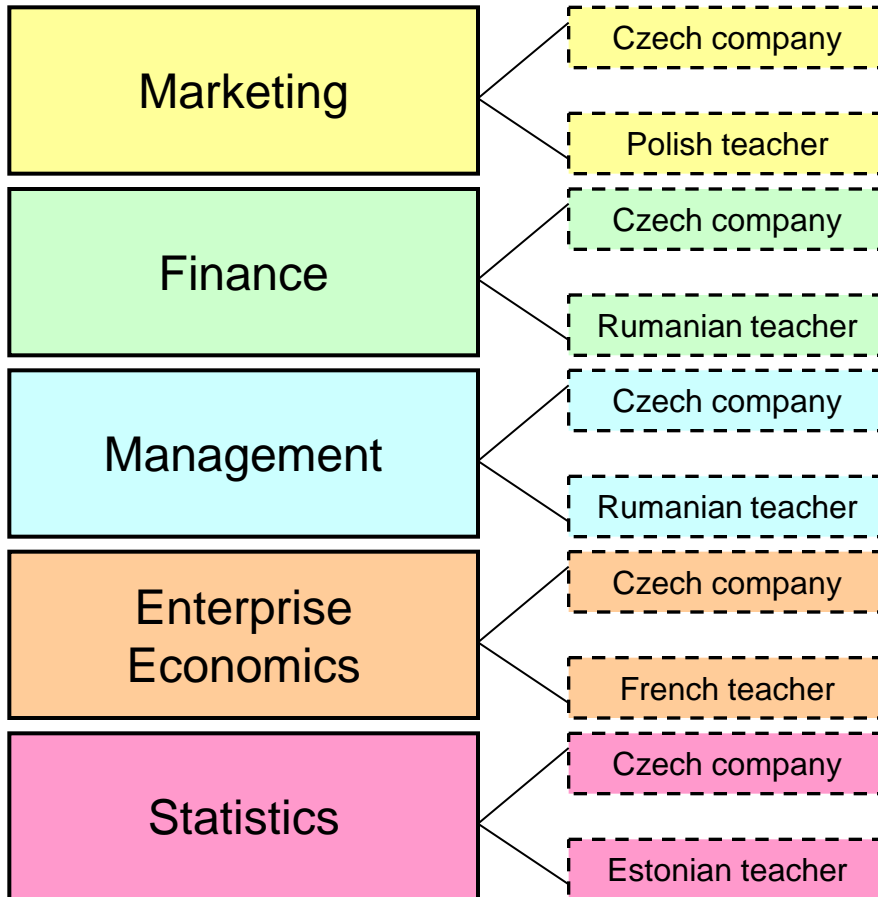 Marketing
Czech company
Polish teacher
Finance
Czech company
Rumanian teacher
Management
Czech company
Rumanian teacher
Enterprise
Economics
Czech company
French teacher
Statistics
Czech company
Estonian teacher